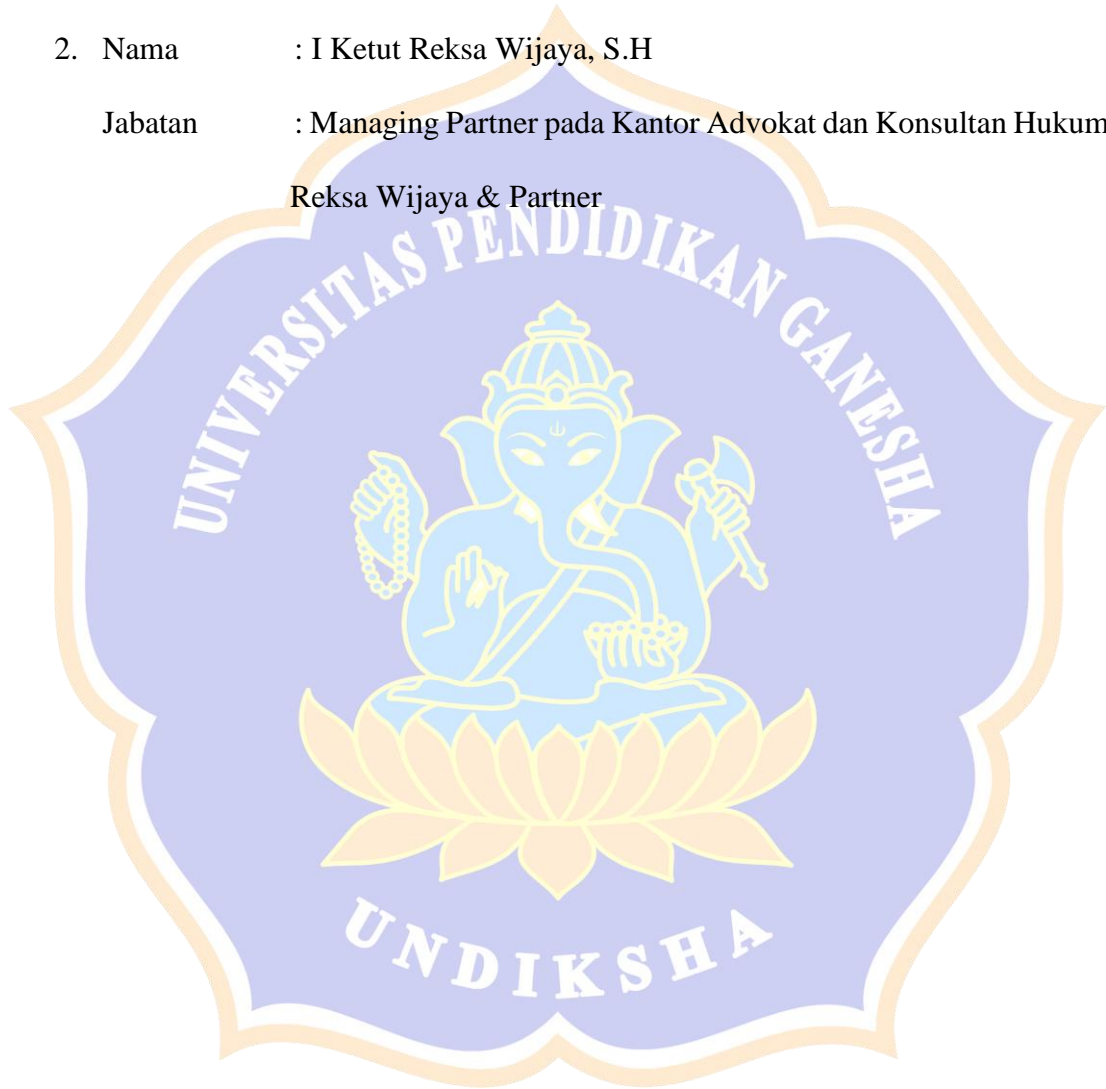 2. Nama : I Ketut Reksa Wijaya, S.H
Jabatan : Managing Partner pada Kantor Advokat dan Konsultan Hukum
Reksa Wijaya & Partner
UNIVERSITAS PENDIDIKAN GANESHA
UNDIKSHA